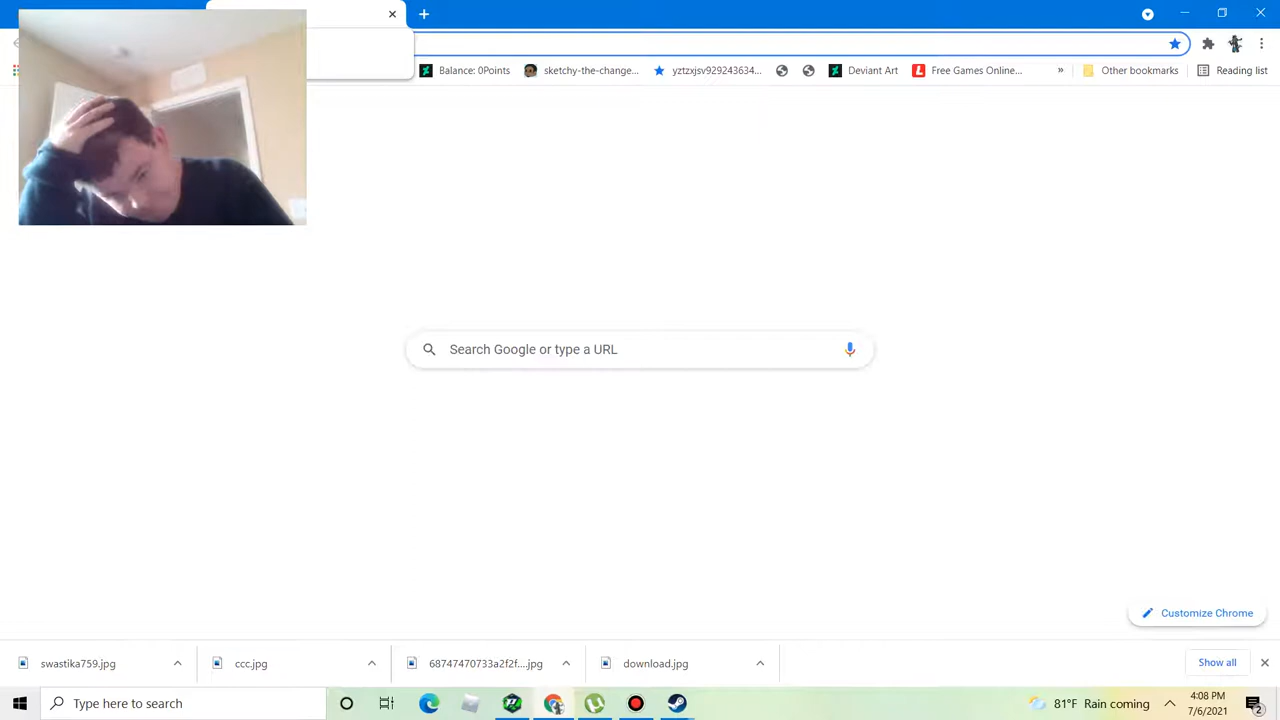 Balance: 0Points
sketchy-the-change...
yztzxjsv929243634...
Deviant Art
Free Games Online...
»
Other bookmarks
Reading list
Search Google or type a URL
Customize Chrome
swastika759.jpg
ccc.jpg
68747470733a2f2f....jpg
download.jpg
Show all
Type here to search
81°F Rain coming
4:08 PM
7/6/2021
2